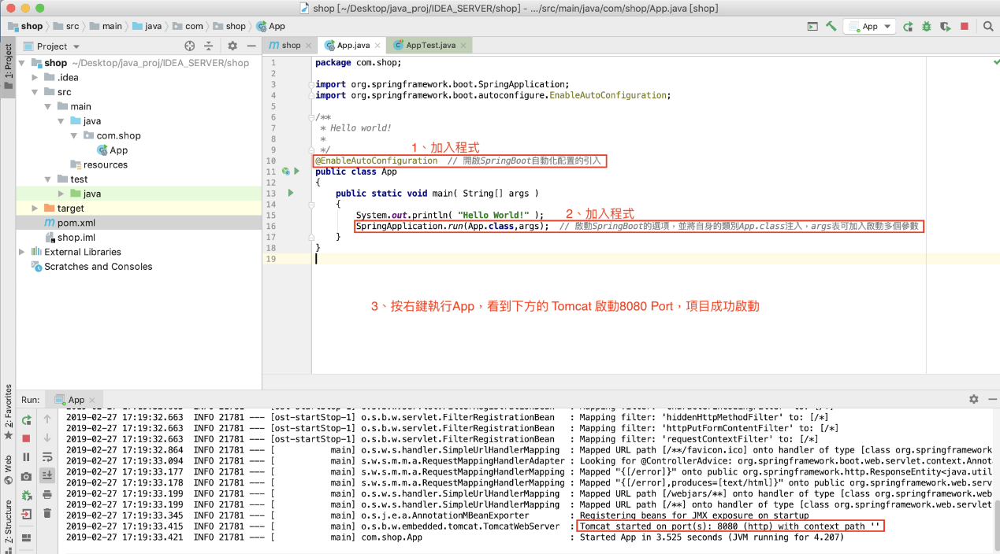 shop [~/Desktop/java_proj/IDEA_SERVER/shop] - .../src/main/java/com/shop/App.java [shop]
shop src main java com shop App
App
1: Project
Project
shop ~/Desktop/java_proj/IDEA_SERVER/shop
.idea
src
main
java
com.shop
App
resources
test
java
target
pom.xml
shop.iml
External Libraries
Scratches and Consoles
shop App.java AppTest.java
1 package com.shop;
2
3 import org.springframework.boot.SpringApplication;
4 import org.springframework.boot.autoconfigure.EnableAutoConfiguration;
5
6 /**
7 * Hello world!
8 *
9 */
1、加入程式
10 @EnableAutoConfiguration // 開啟SpringBoot自動化配置的引入
11 public class App
12 {
13 public static void main( String[] args )
14 {
15 System.out.println( "Hello World!" );
2、加入程式
16 SpringApplication.run(App.class,args); // 啟動SpringBoot的選項，並將自身的類別App.class注入，args表可加入啟動多個參數
17 }
18 }
19
3、按右鍵執行App，看到下方的 Tomcat 啟動8080 Port，項目成功啟動
2: Favorites
Web
Z: Structure
Run: App
2019-02-27 17:19:32.663 INFO 21781 --- [ost-startStop-1] o.s.b.w.servlet.FilterRegistrationBean : Mapping filter: 'hiddenHttpMethodFilter' to: [/*]
2019-02-27 17:19:32.663 INFO 21781 --- [ost-startStop-1] o.s.b.w.servlet.FilterRegistrationBean : Mapping filter: 'httpPutFormContentFilter' to: [/*]
2019-02-27 17:19:32.663 INFO 21781 --- [ost-startStop-1] o.s.b.w.servlet.FilterRegistrationBean : Mapping filter: 'requestContextFilter' to: [/*]
2019-02-27 17:19:32.864 INFO 21781 --- [ main] o.s.w.s.handler.SimpleUrlHandlerMapping : Mapped URL path [/**/favicon.ico] onto handler of type [class org.springframework
2019-02-27 17:19:33.094 INFO 21781 --- [ main] s.w.s.m.m.a.RequestMappingHandlerAdapter : Looking for @ControllerAdvice: org.springframework.boot.web.servlet.context.Annot
2019-02-27 17:19:33.177 INFO 21781 --- [ main] s.w.s.m.m.a.RequestMappingHandlerMapping : Mapped "{[/error]}" onto public org.springframework.http.ResponseEntity<java.util
2019-02-27 17:19:33.178 INFO 21781 --- [ main] s.w.s.m.m.a.RequestMappingHandlerMapping : Mapped "{[/error],produces=[text/html]}" onto public org.springframework.web.serv
2019-02-27 17:19:33.199 INFO 21781 --- [ main] o.s.w.s.handler.SimpleUrlHandlerMapping : Mapped URL path [/webjars/**] onto handler of type [class org.springframework.web
2019-02-27 17:19:33.199 INFO 21781 --- [ main] o.s.w.s.handler.SimpleUrlHandlerMapping : Mapped URL path [/**] onto handler of type [class org.springframework.web.servlet
2019-02-27 17:19:33.345 INFO 21781 --- [ main] o.s.j.e.a.AnnotationMBeanExporter : Registering beans for JMX exposure on startup
2019-02-27 17:19:33.415 INFO 21781 --- [ main] o.s.b.w.embedded.tomcat.TomcatWebServer : Tomcat started on port(s): 8080 (http) with context path ''
2019-02-27 17:19:33.421 INFO 21781 --- [ main] com.shop.App : Started App in 3.525 seconds (JVM running for 4.207)